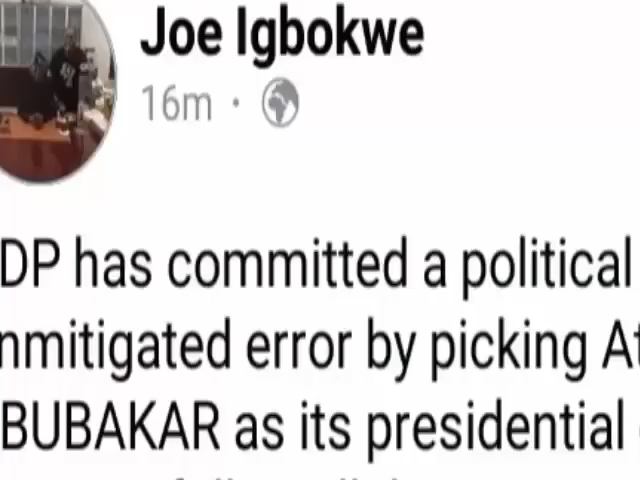 Joe Igbokwe
16m ·
DP has committed a political
nmitigated error by picking At
BUBAKAR as its presidential